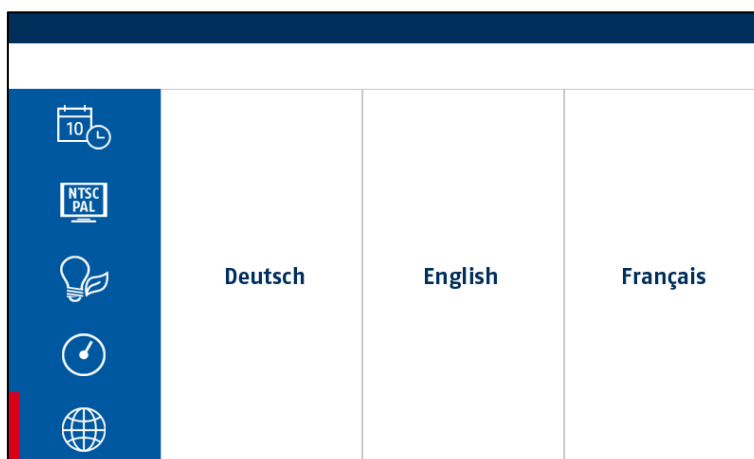 10
NTSC
PAL
Deutsch
English
Français